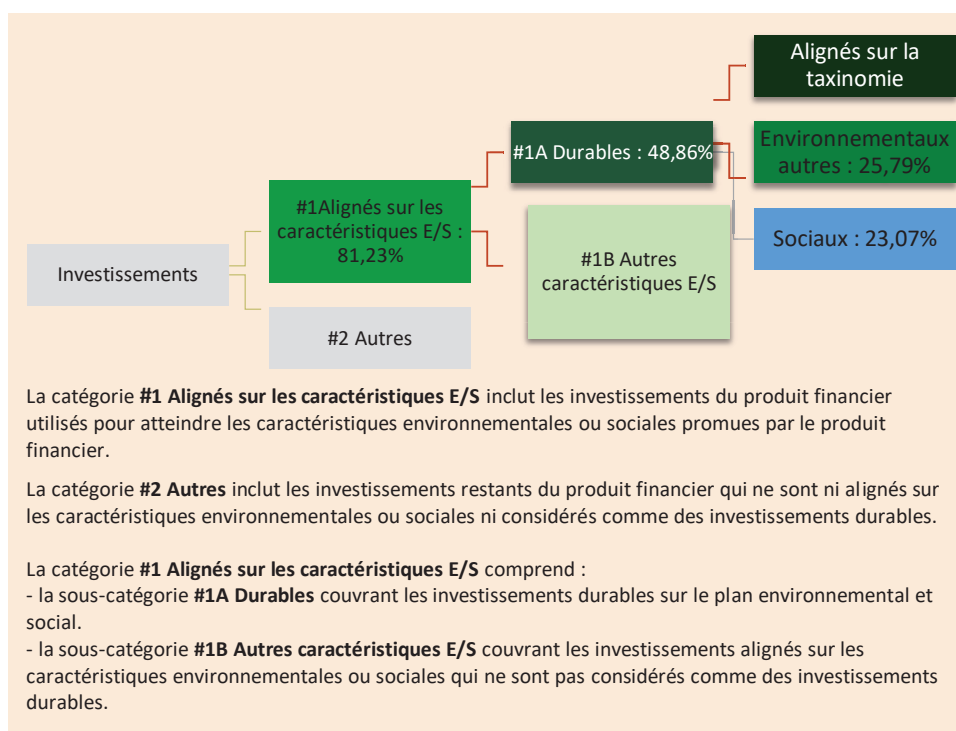 Alignés sur la
taxinomie
#1A Durables : 48,86%
Environnementaux
autres : 25,79%
#1Alignés sur les
caractéristiques E/S :
81,23%
Sociaux : 23,07%
#1B Autres
caractéristiques E/S
Investissements
#2 Autres
La catégorie #1 Alignés sur les caractéristiques E/S inclut les investissements du produit financier
utilisés pour atteindre les caractéristiques environnementales ou sociales promues par le produit
financier.
La catégorie #2 Autres inclut les investissements restants du produit financier qui ne sont ni alignés sur
les caractéristiques environnementales ou sociales ni considérés comme des investissements durables.
La catégorie #1 Alignés sur les caractéristiques E/S comprend :
- la sous-catégorie #1A Durables couvrant les investissements durables sur le plan environnemental et
social.
- la sous-catégorie #1B Autres caractéristiques E/S couvrant les investissements alignés sur les
caractéristiques environnementales ou sociales qui ne sont pas considérés comme des investissements
durables.